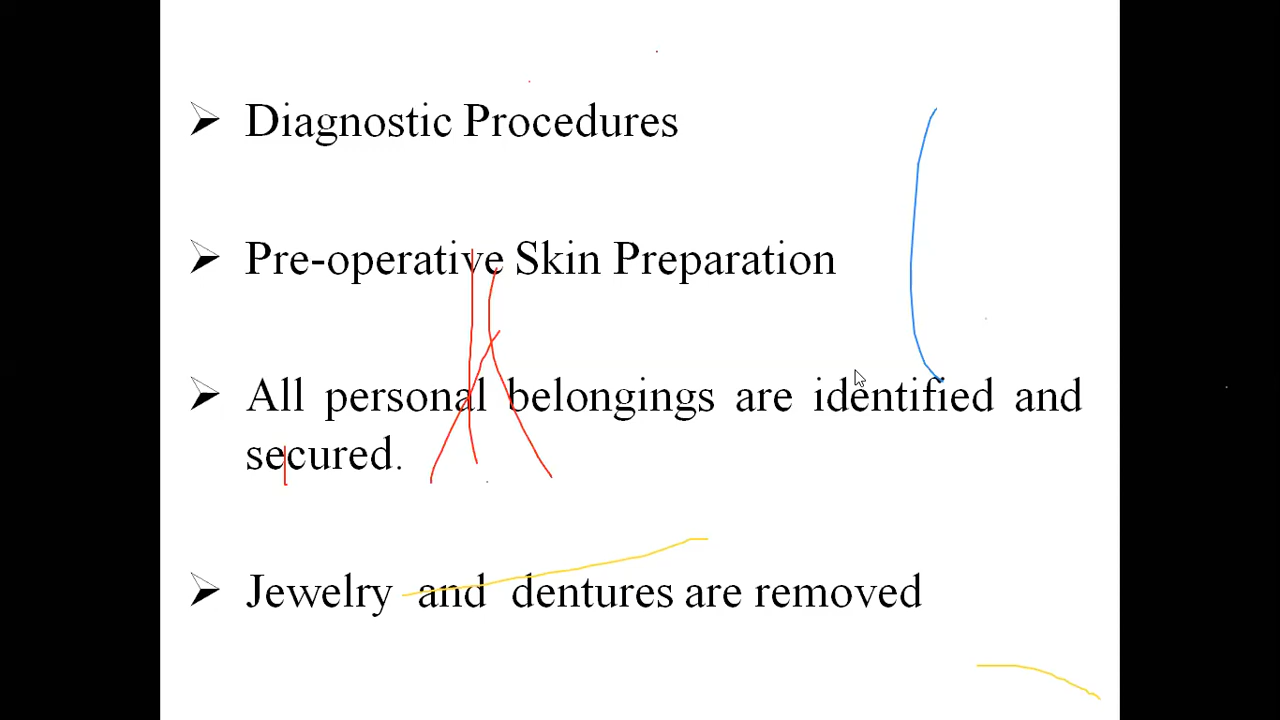 Diagnostic Procedures
Pre-operative Skin Preparation
All personal belongings are identified and
secured.
Jewelry and dentures are removed